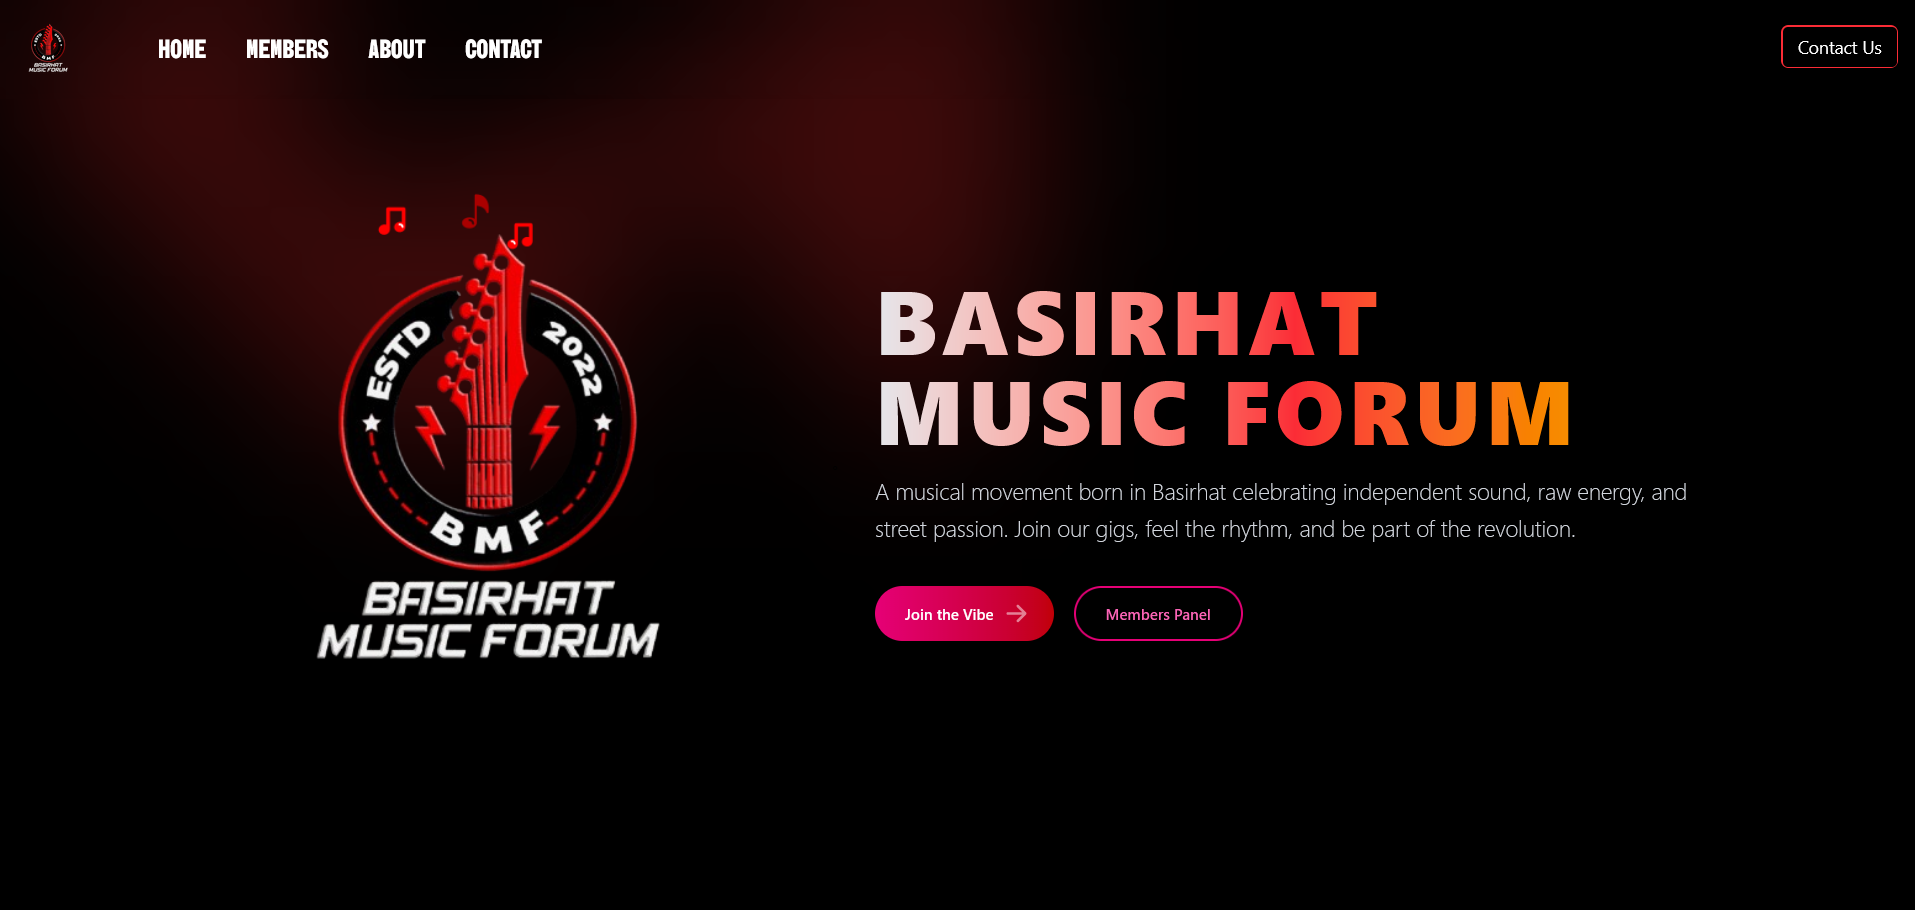 BASIRHAT
MUSIC FORUM
HOME MEMBERS ABOUT CONTACT
Contact Us
ESTD 2022
BMF
BASIRHAT
MUSIC FORUM
BASIRHAT
MUSIC FORUM
A musical movement born in Basirhat celebrating independent sound, raw energy, and
street passion. Join our gigs, feel the rhythm, and be part of the revolution.
Join the Vibe
Members Panel